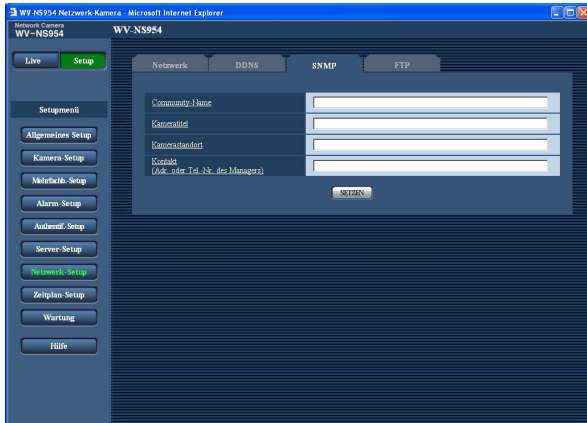 WV-NS954 Netzwerk-Kamera - Microsoft Internet Explorer
Network Camera
WV-NS954
WV-NS954
Live
Setup
Netzwerk
DDNS
SNMP
FTP
Setupmenü
Allgemeines Setup
Kamera-Setup
Mehrfachb.-Setup
Alarm-Setup
Authentif.-Setup
Server-Setup
Netzwerk-Setup
Zeitplan-Setup
Wartung
Hilfe
Community-Name
Kameratitel
Kamerastandort
Kontakt
(Adr. oder Tel.-Nr. des Managers)
SETZEN